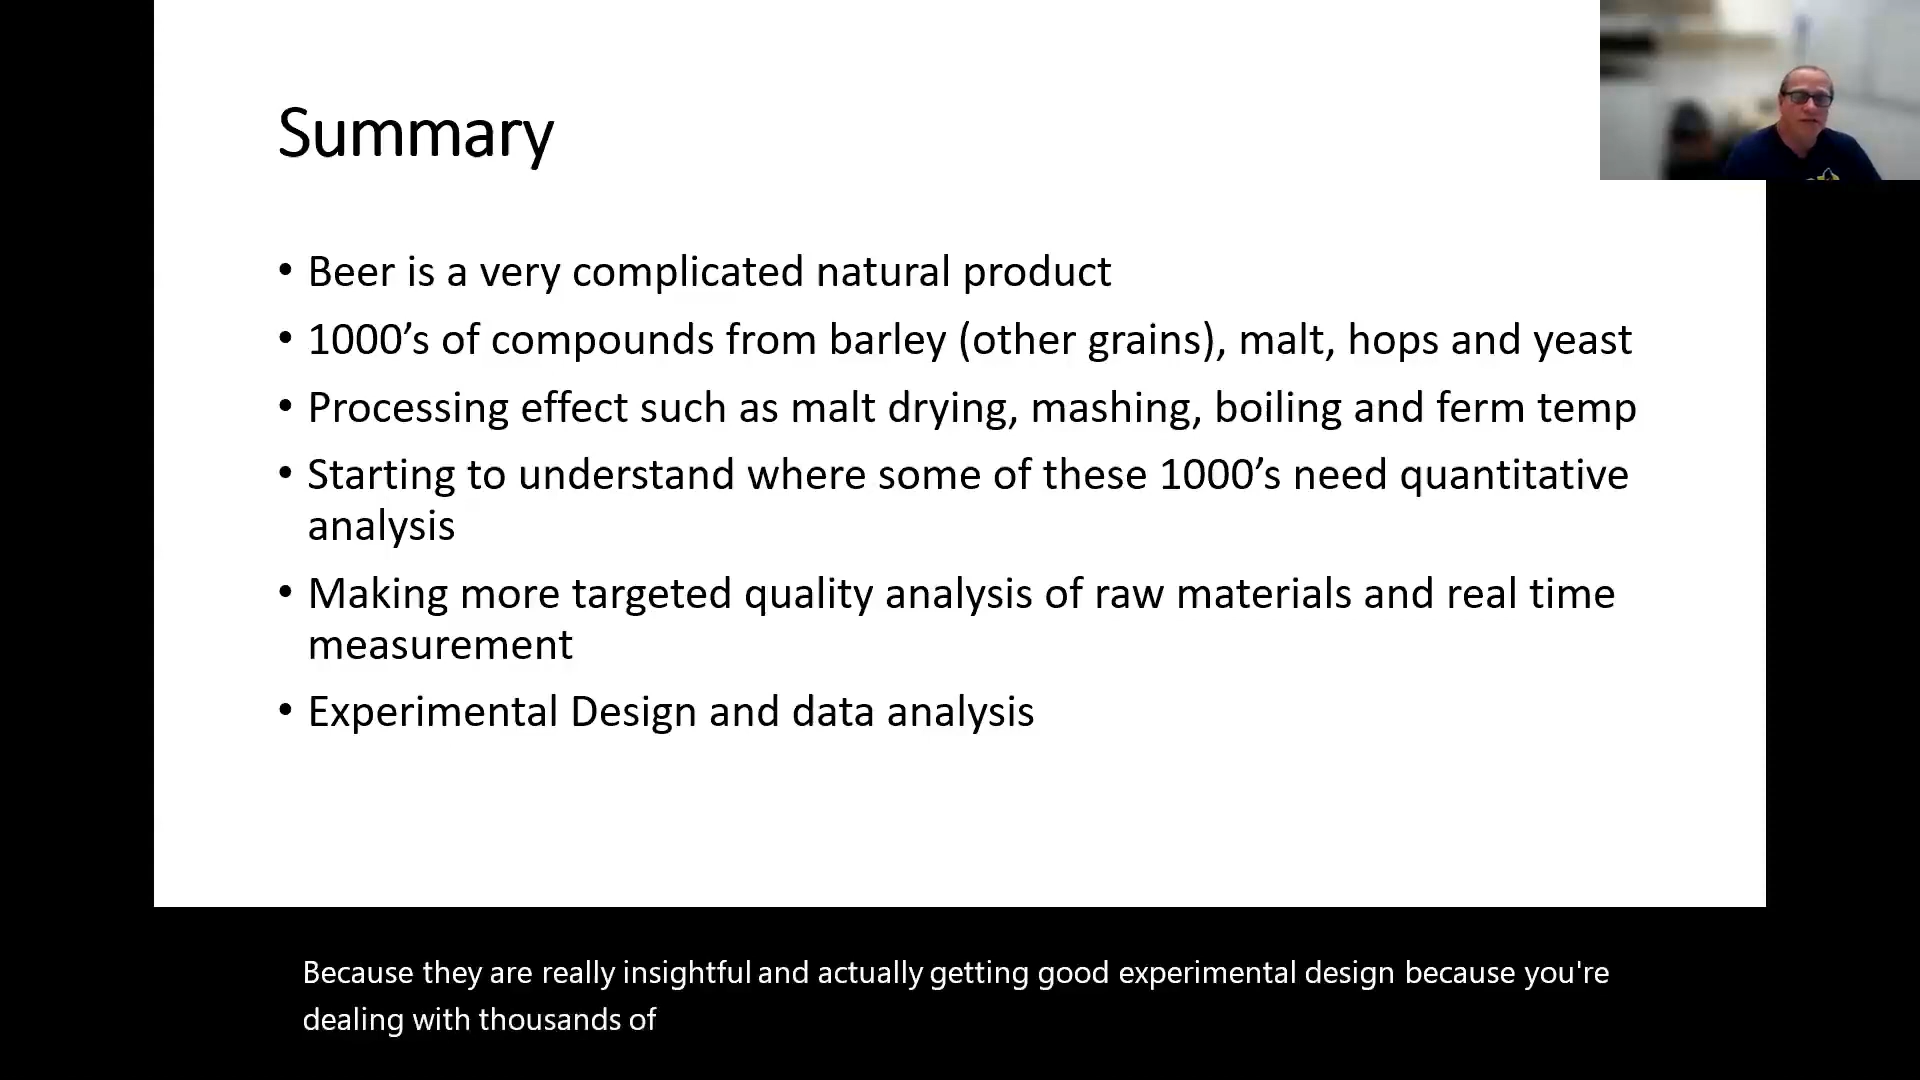 Summary
• Beer is a very complicated natural product
• 1000’s of compounds from barley (other grains), malt, hops and yeast
• Processing effect such as malt drying, mashing, boiling and ferm temp
• Starting to understand where some of these 1000’s need quantitative
analysis
• Making more targeted quality analysis of raw materials and real time
measurement
• Experimental Design and data analysis
Because they are really insightful and actually getting good experimental design because you're
dealing with thousands of